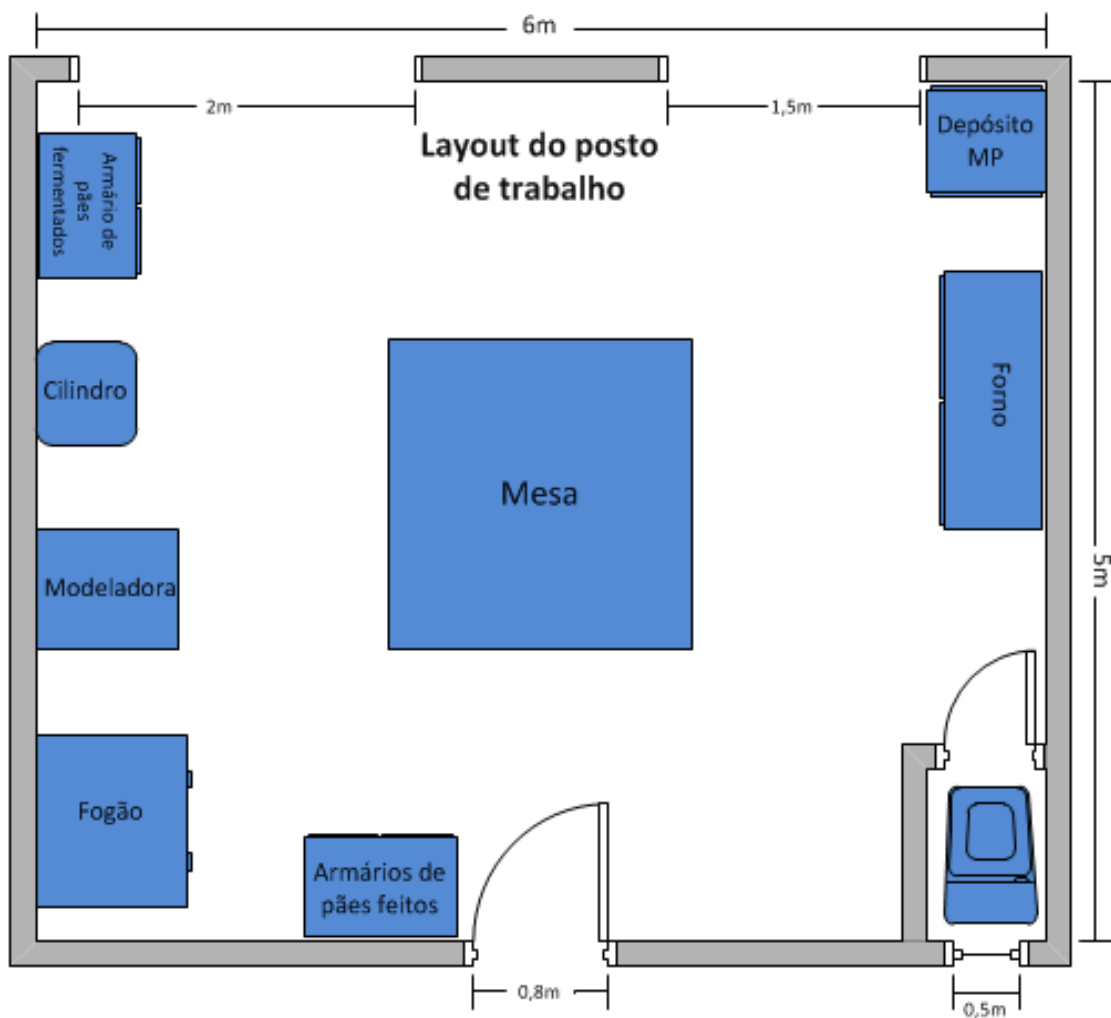 6m
2m
1,5m
Layout do posto
de trabalho
Depósito
MP
Armário de
pães
fermentados
Cilindro
Forno
Mesa
5m
Modeladora
Fogão
Armários de
pães feitos
0,8m
0,5m